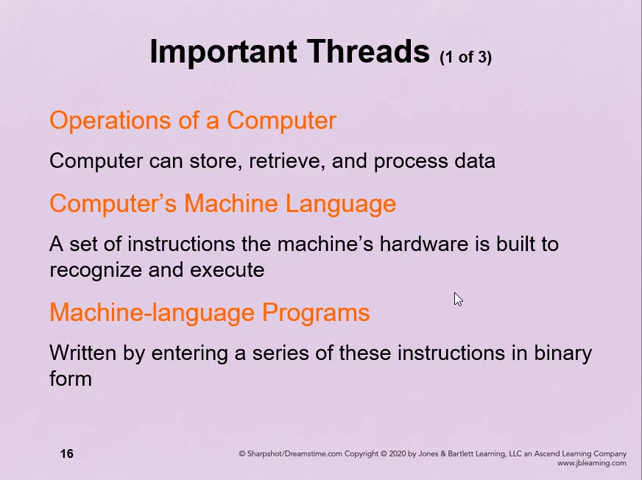 Important Threads (1 of 3)
Operations of a Computer
Computer can store, retrieve, and process data
Computer’s Machine Language
A set of instructions the machine’s hardware is built to
recognize and execute
Machine-language Programs
Written by entering a series of these instructions in binary
form
16
© Sharpshot/Dreamstime.com Copyright © 2020 by Jones & Bartlett Learning, LLC an Ascend Learning Company
www.jblearning.com